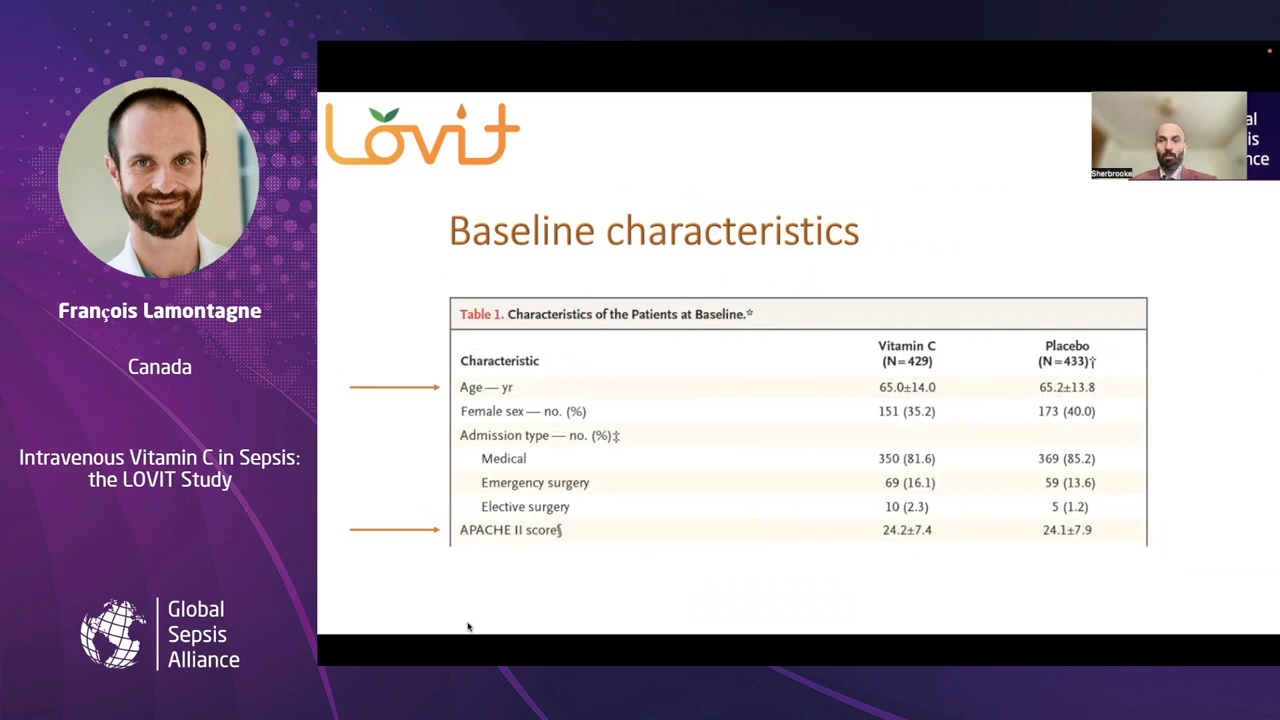 François Lamontagne
Canada
Intravenous Vitamin C in Sepsis:
the LOVIT Study
Global
Sepsis
Alliance
Lovit
Sherbrooke
al
is
nce
Baseline characteristics
Table 1. Characteristics of the Patients at Baseline.*
Characteristic Vitamin C (N=429) Placebo (N=433)†
Age — yr 65.0±14.0 65.2±13.8
Female sex — no. (%) 151 (35.2) 173 (40.0)
Admission type — no. (%)‡
Medical 350 (81.6) 369 (85.2)
Emergency surgery 69 (16.1) 59 (13.6)
Elective surgery 10 (2.3) 5 (1.2)
APACHE II score§ 24.2±7.4 24.1±7.9